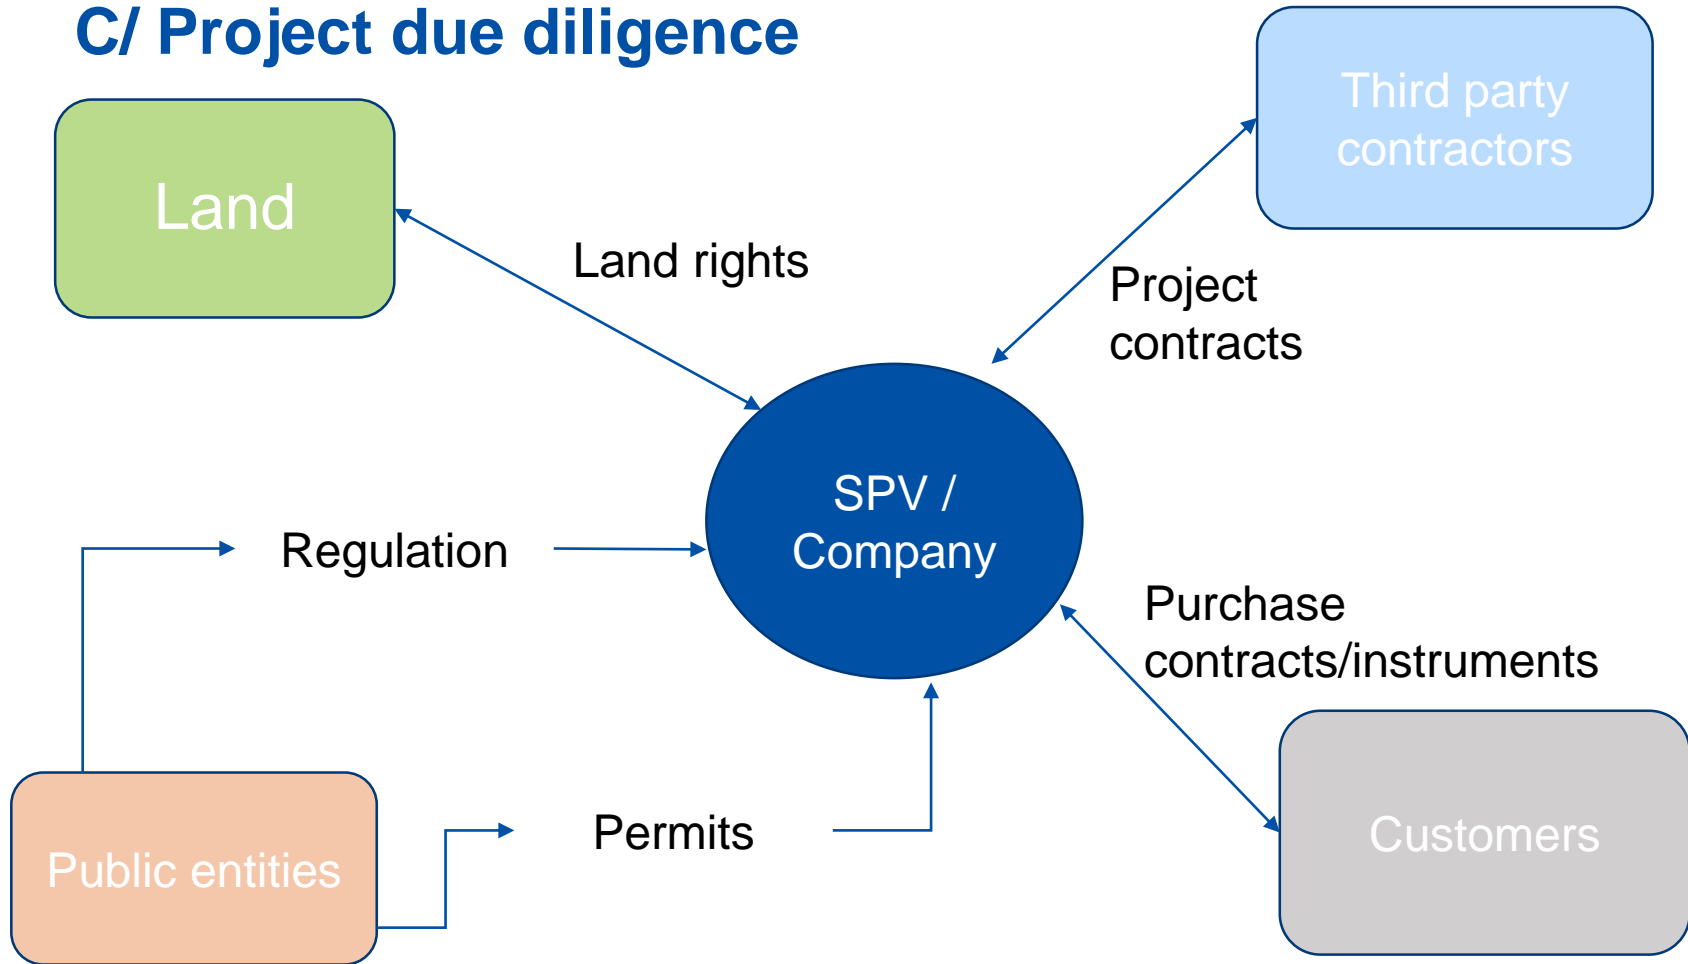 C/ Project due diligence
Third party
contractors
Land
Land rights
Project
contracts
SPV /
Company
Regulation
Purchase
contracts/instruments
Permits
Customers
Public entities